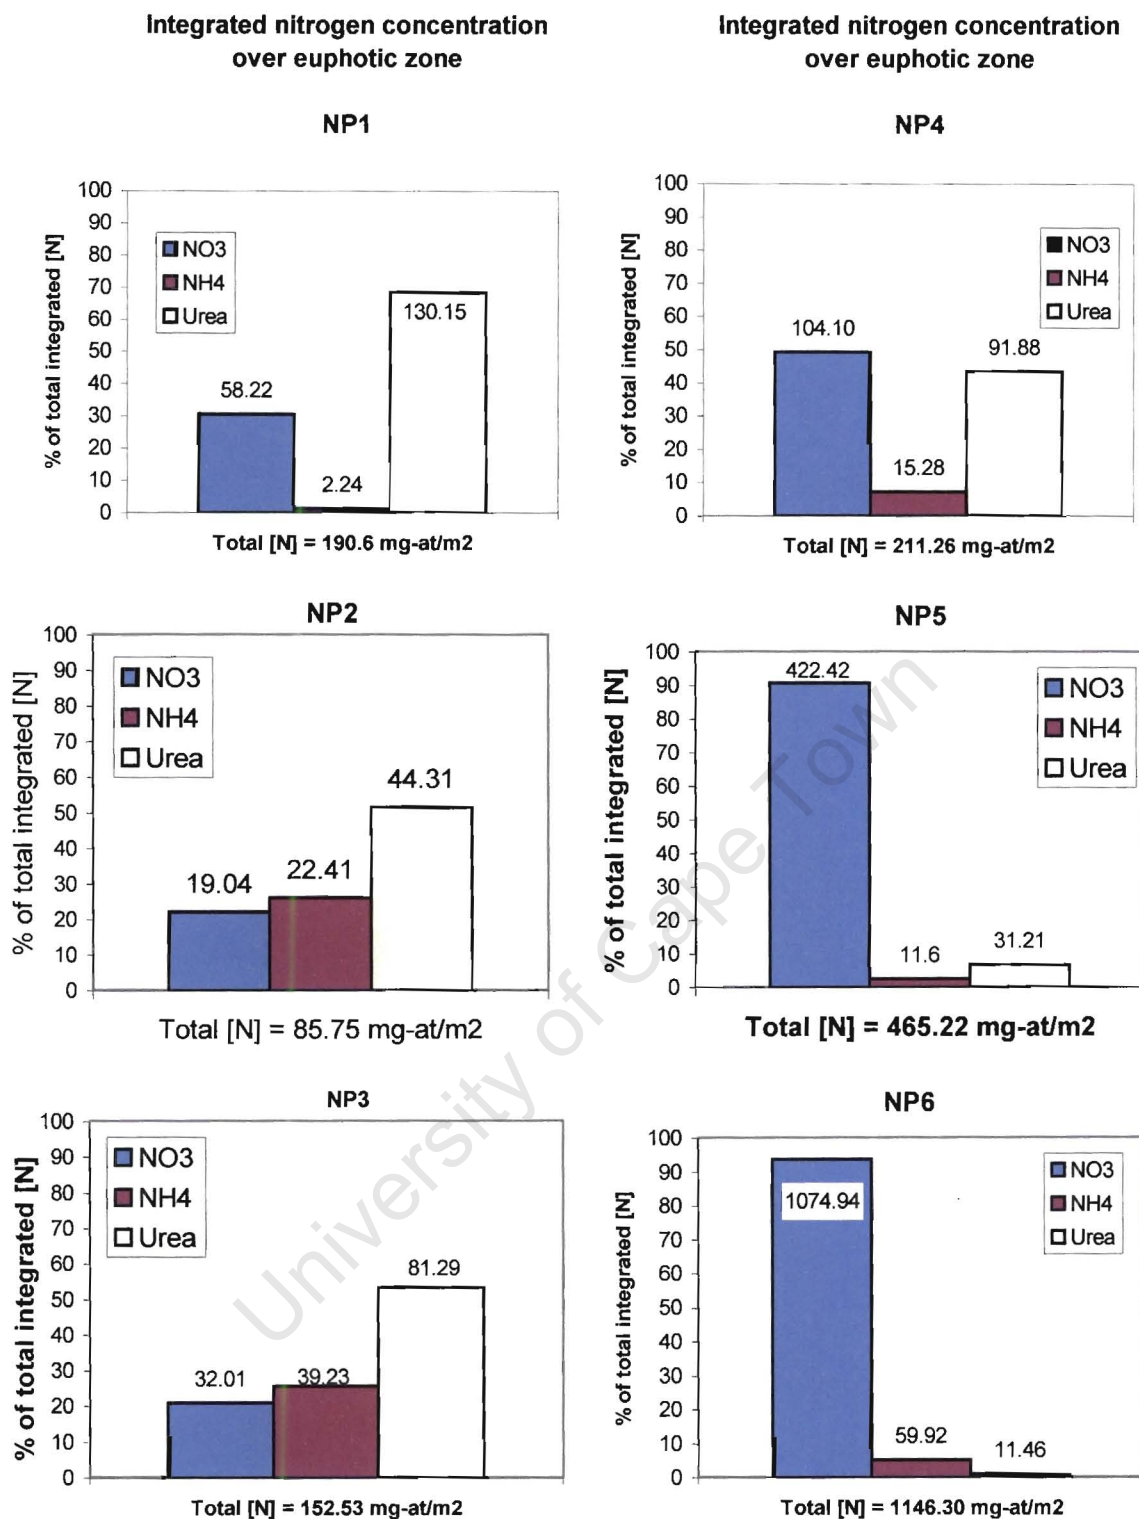 Integrated nitrogen concentration
over euphotic zone
NP1
% of total integrated [N]
100
90
80
70
60
50
40
30
20
10
0
NO3
NH4
Urea
58.22
2.24
130.15
Total [N] = 190.6 mg-at/m2
NP2
% of total integrated [N]
100
90
80
70
60
50
40
30
20
10
0
NO3
NH4
Urea
19.04
22.41
44.31
Total [N] = 85.75 mg-at/m2
NP3
% of total integrated [N]
100
90
80
70
60
50
40
30
20
10
0
NO3
NH4
Urea
32.01
39.23
81.29
Total [N] = 152.53 mg-at/m2
Integrated nitrogen concentration
over euphotic zone
NP4
% of total integrated [N]
100
90
80
70
60
50
40
30
20
10
0
NO3
NH4
Urea
104.10
15.28
91.88
Total [N] = 211.26 mg-at/m2
NP5
% of total integrated [N]
100
90
80
70
60
50
40
30
20
10
0
NO3
NH4
Urea
422.42
11.6
31.21
Total [N] = 465.22 mg-at/m2
NP6
% of total integrated [N]
100
90
80
70
60
50
40
30
20
10
0
NO3
NH4
Urea
1074.94
59.92
11.46
Total [N] = 1146.30 mg-at/m2
University of Cape Town